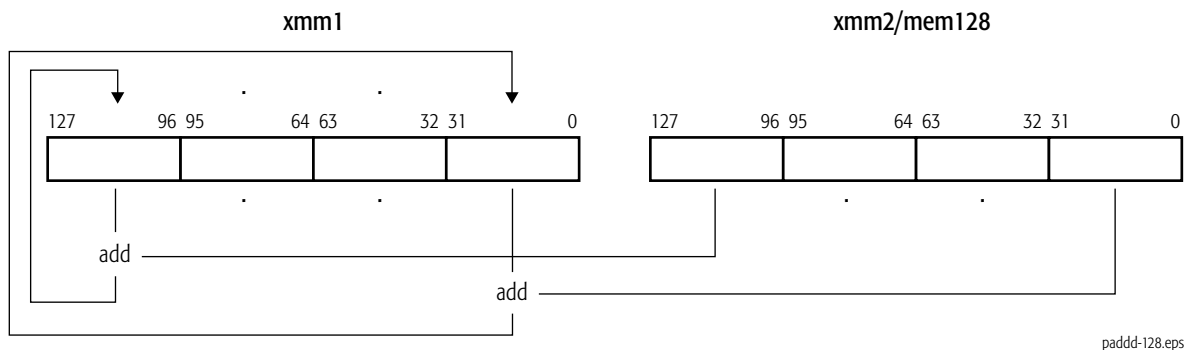 xmm1 xmm2/mem128
. .
127 96 95 64 63 32 31 0 127 96 95 64 63 32 31 0
. . . .
add
add
paddd-128.eps